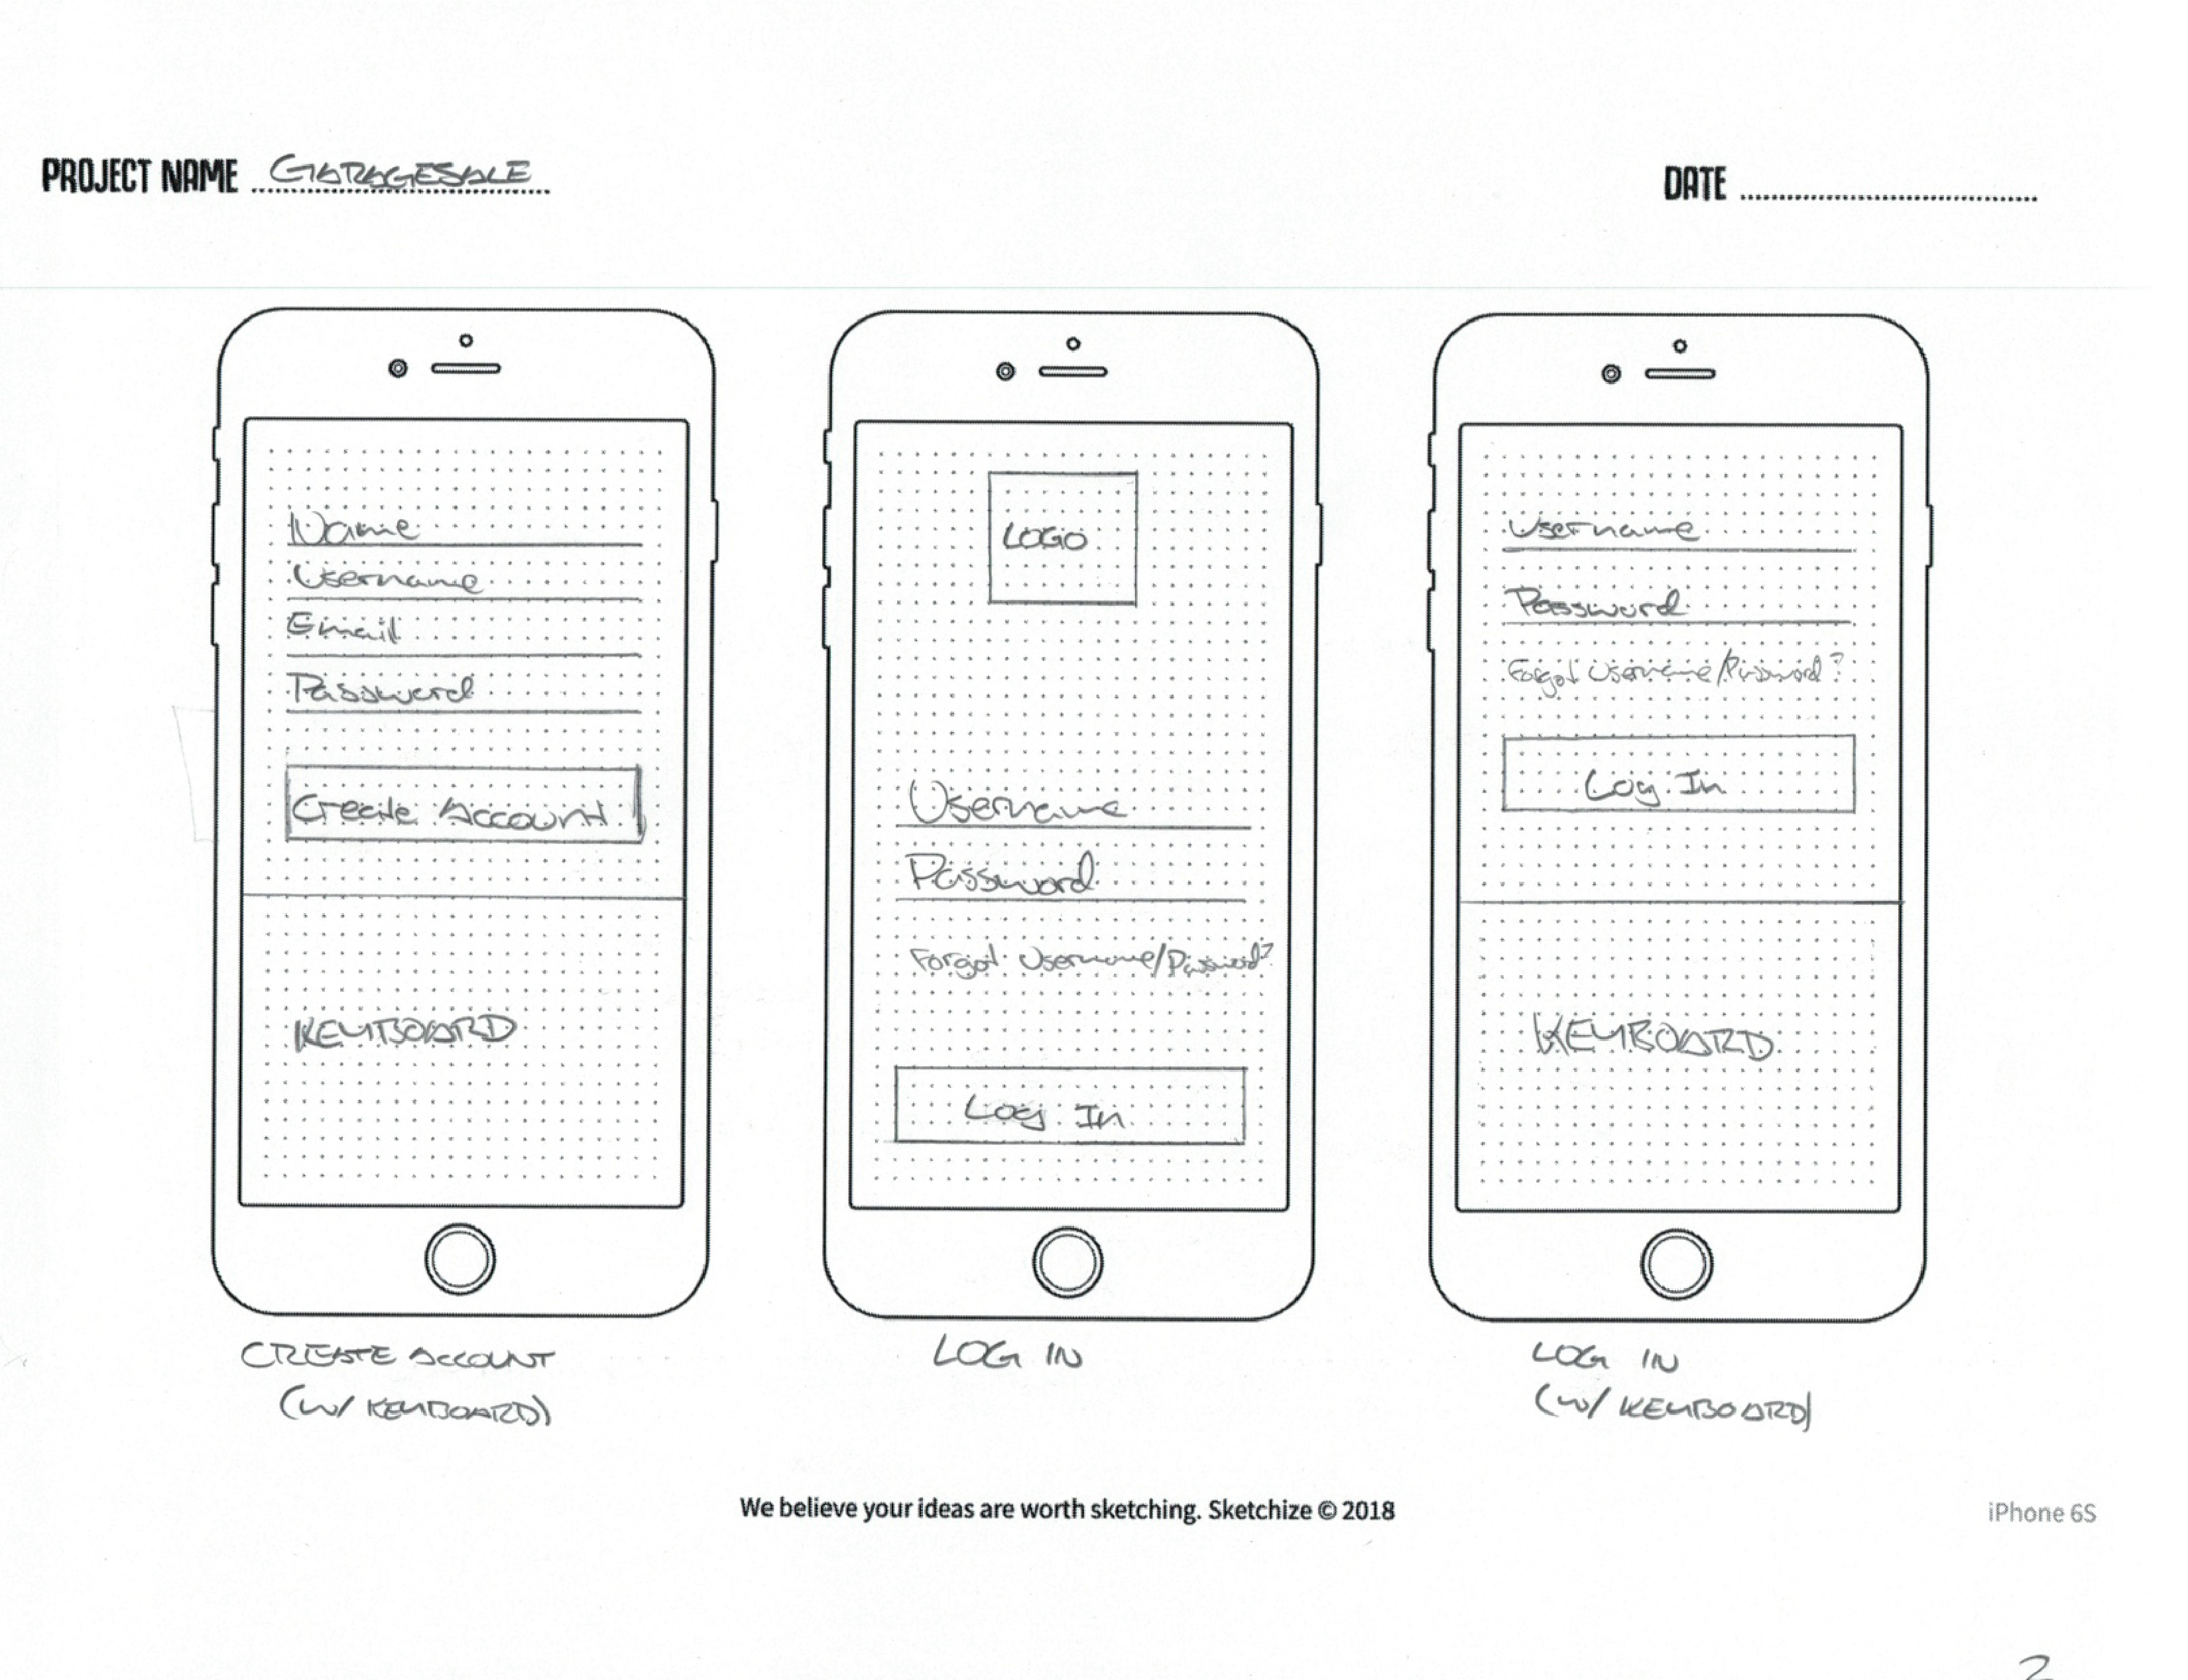 PROJECT NAME GARAGESALE
DATE
Name
Username
Email
Password
Create Account
KEYBOARD
CREATE ACCOUNT
(W/ KEYBOARD)
LOGO
Username
Password
Forgot Username/Password?
Log In
LOG IN
Username
Password
Forgot Username/Password?
Log In
KEYBOARD
LOG IN
(W/ KEYBOARD)
We believe your ideas are worth sketching. Sketchize © 2018
iPhone 6S
2